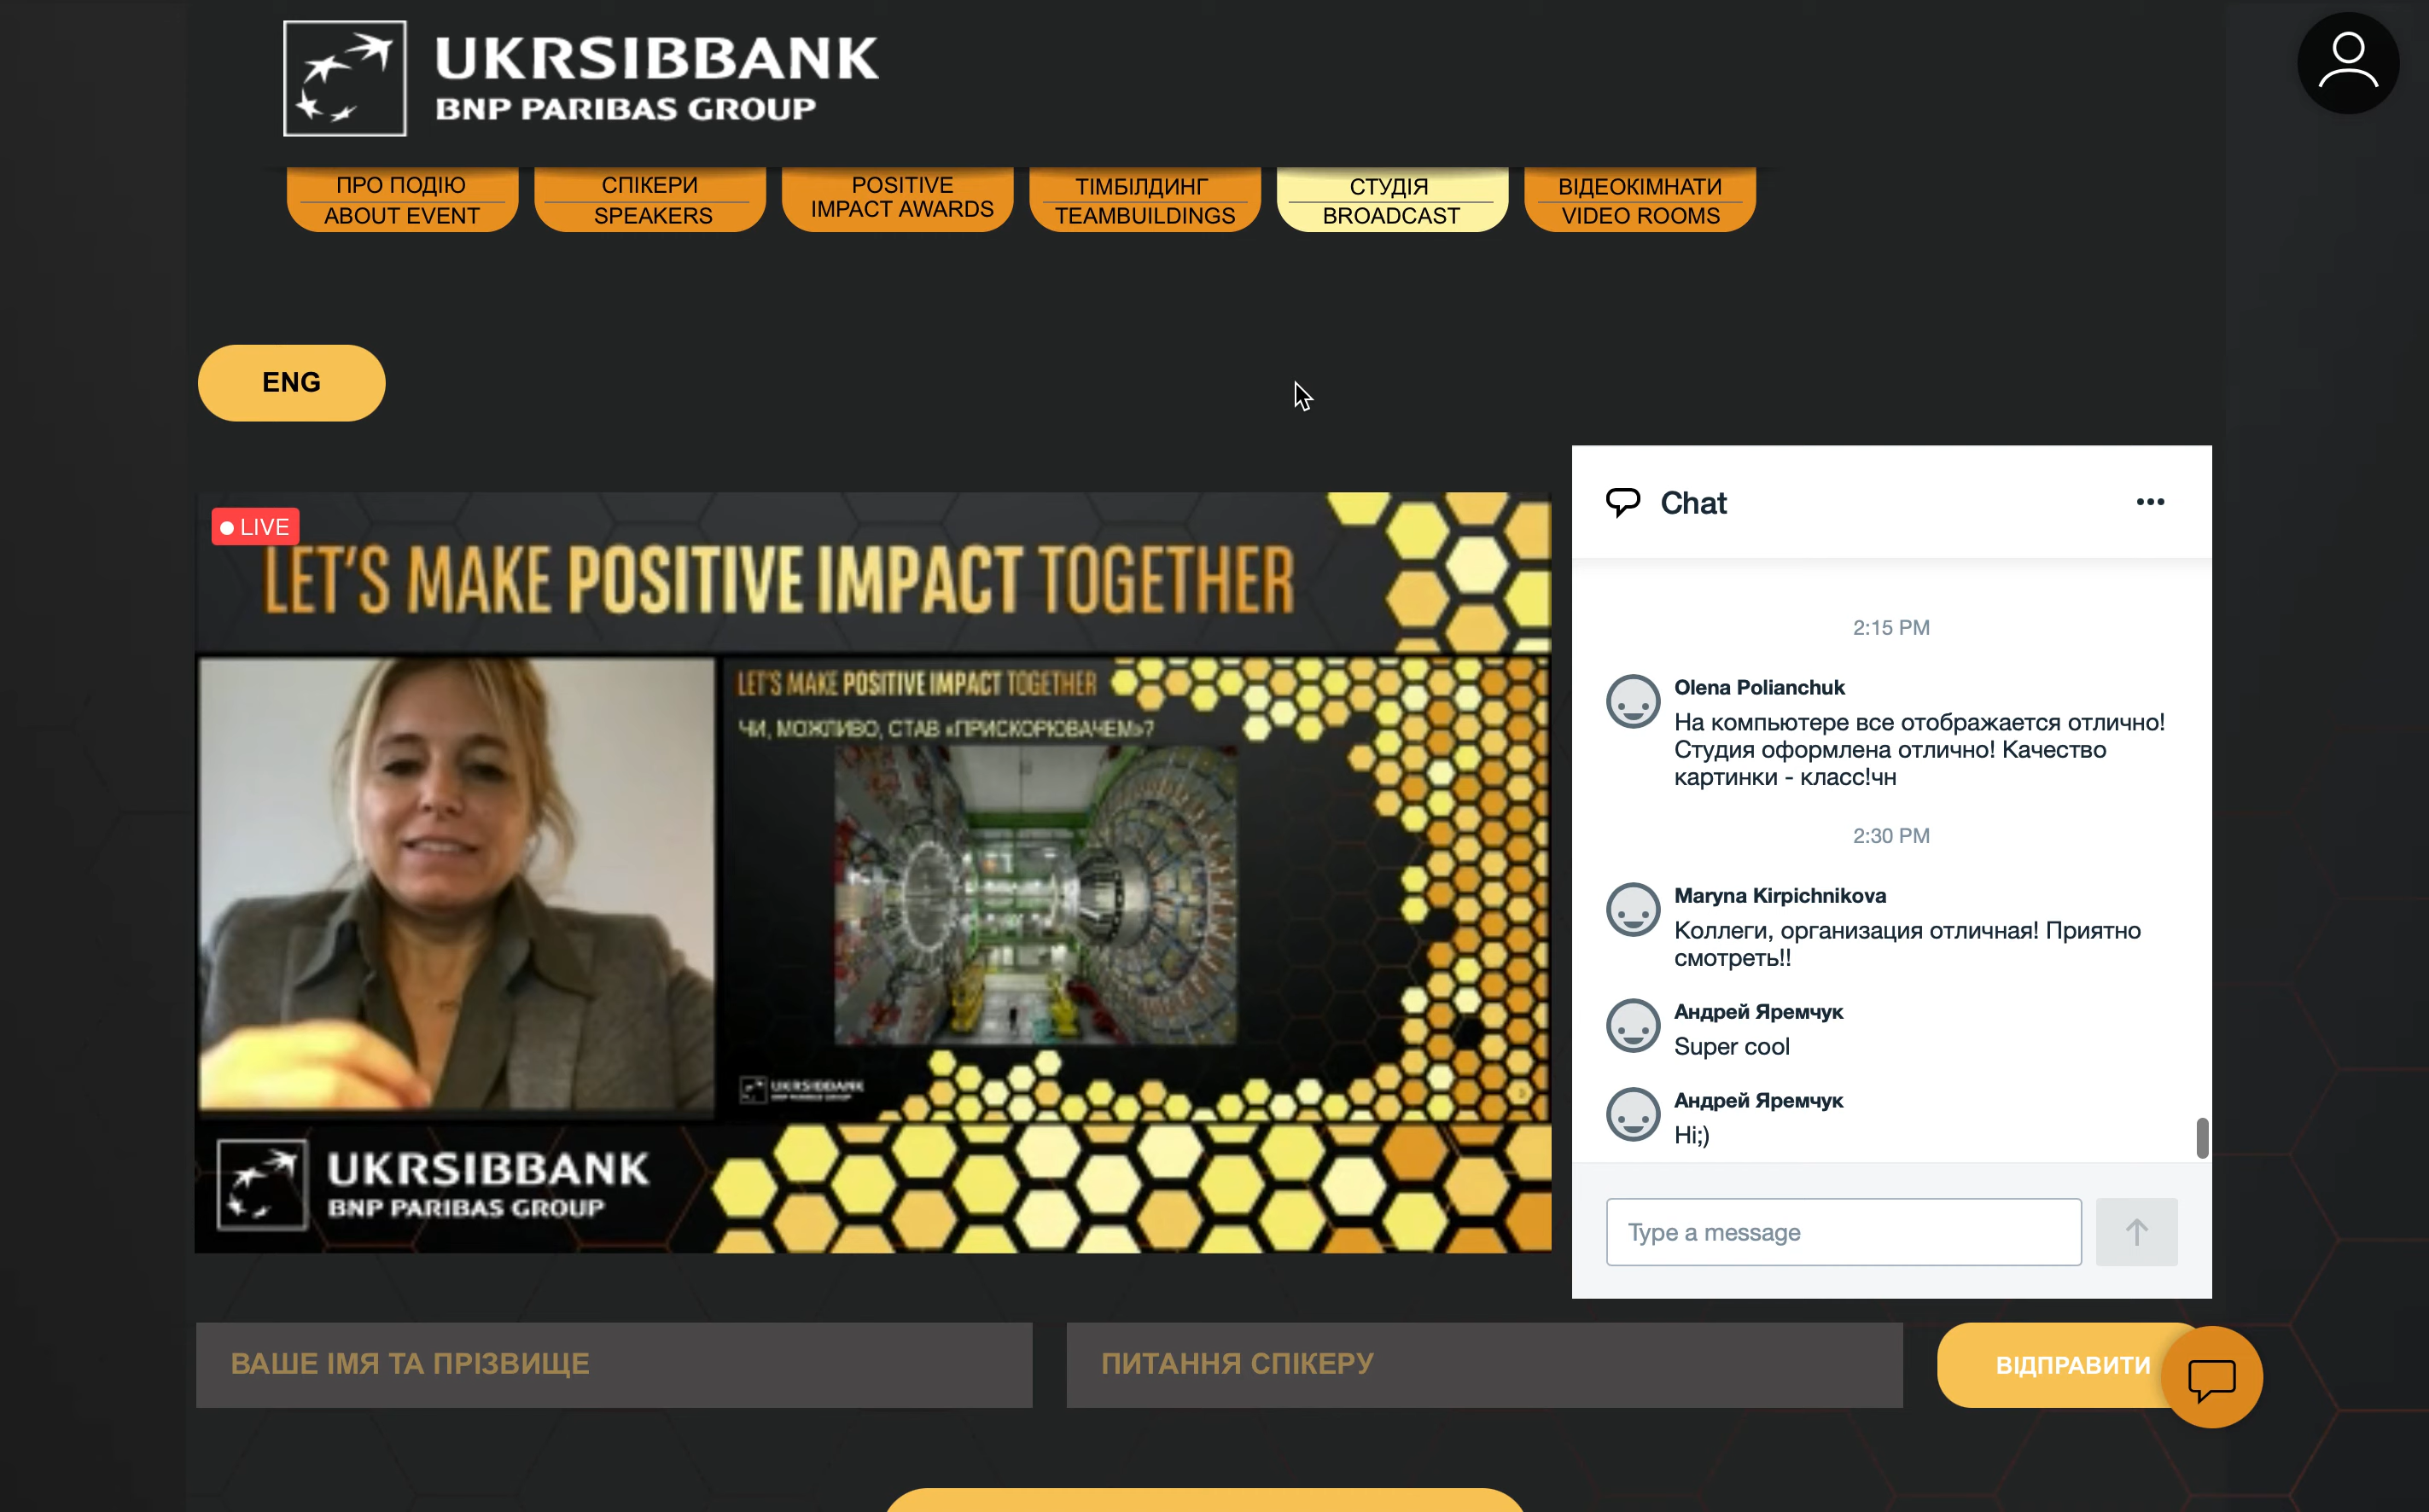 UKRSIBBANK
BNP PARIBAS GROUP
ПРО ПОДІЮ
ABOUT EVENT
СПІКЕРИ
SPEAKERS
POSITIVE
IMPACT AWARDS
ТІМБІЛДИНГ
TEAMBUILDINGS
СТУДІЯ
BROADCAST
ВІДЕОКІМНАТИ
VIDEO ROOMS
ENG
LIVE
LET'S MAKE POSITIVE IMPACT TOGETHER
LET'S MAKE POSITIVE IMPACT TOGETHER
ЧИ, МОЖЛИВО, СТАВ «ПРИСКОРЮВАЧЕМ»?
UKRSIBBANK
BNP PARIBAS GROUP
UKRSIBBANK
BNP PARIBAS GROUP
Chat
2:15 PM
Olena Polianchuk
На компьютере все отображается отлично!
Студия оформлена отлично! Качество
картинки - класс!чн
2:30 PM
Maryna Kirpichnikova
Коллеги, организация отличная! Приятно
смотреть!!
Андрей Яремчук
Super cool
Андрей Яремчук
Hi;)
Type a message
ВАШЕ ІМЯ ТА ПРІЗВИЩЕ
ПИТАННЯ СПІКЕРУ
ВІДПРАВИТИ